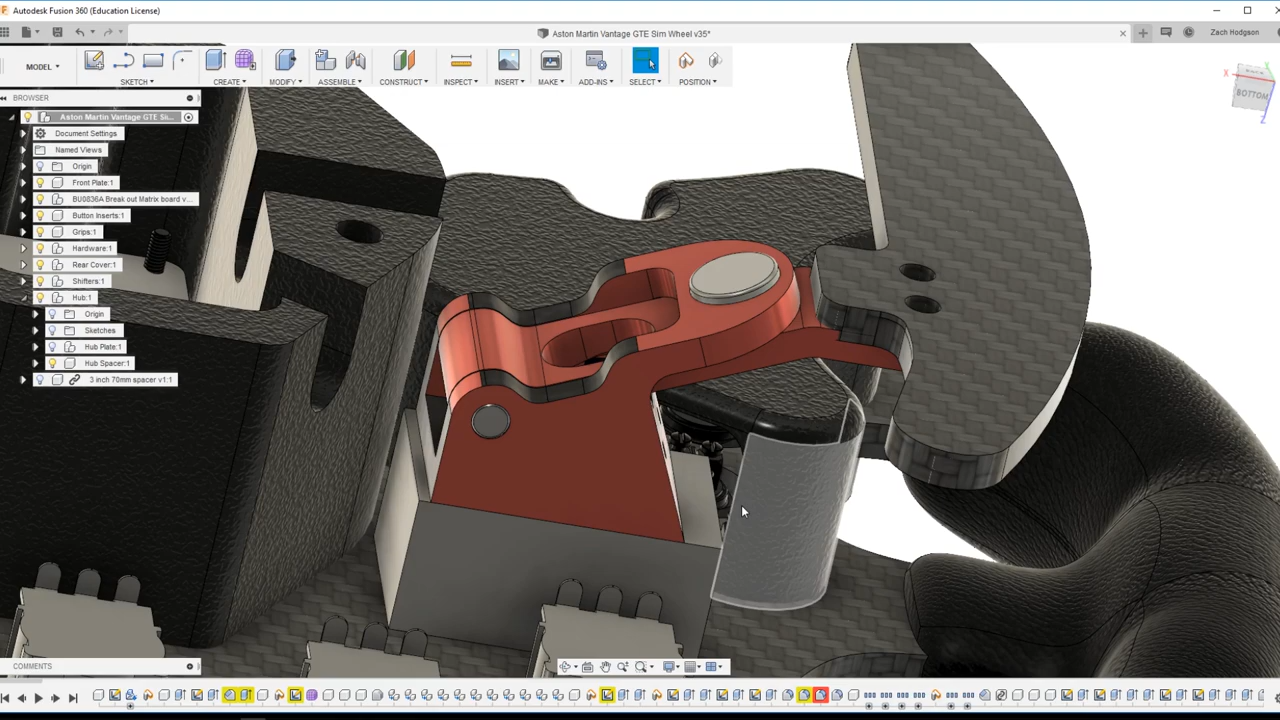 Autodesk Fusion 360 (Education License)
Aston Martin Vantage GTE Sim Wheel v35*
Zach Hodgson
MODEL
SKETCH
CREATE
MODIFY
ASSEMBLE
CONSTRUCT
INSPECT
INSERT
MAKE
ADD-INS
SELECT
POSITION
BROWSER
Aston Martin Vantage GTE Si...
Document Settings
Named Views
Origin
Front Plate:1
BU0836A Break out Matrix board v...
Button Inserts:1
Grips:1
Hardware:1
Rear Cover:1
Shifters:1
Hub:1
Origin
Sketches
Hub Plate:1
Hub Spacer:1
3 inch 70mm spacer v1:1
X
BOTTOM
Z
COMMENTS